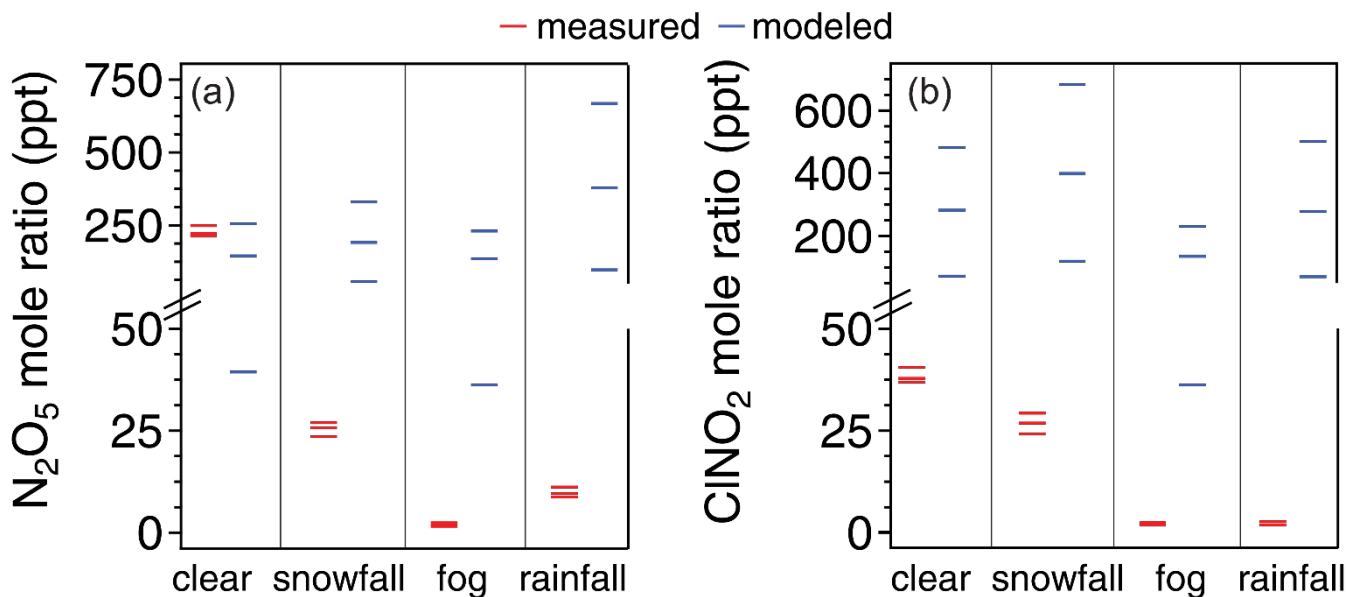 measured modeled
(a)
N₂O₅ mole ratio (ppt)
750
500
250
50
25
0
clear snowfall fog rainfall
(b)
ClNO₂ mole ratio (ppt)
600
400
200
50
25
0
clear snowfall fog rainfall